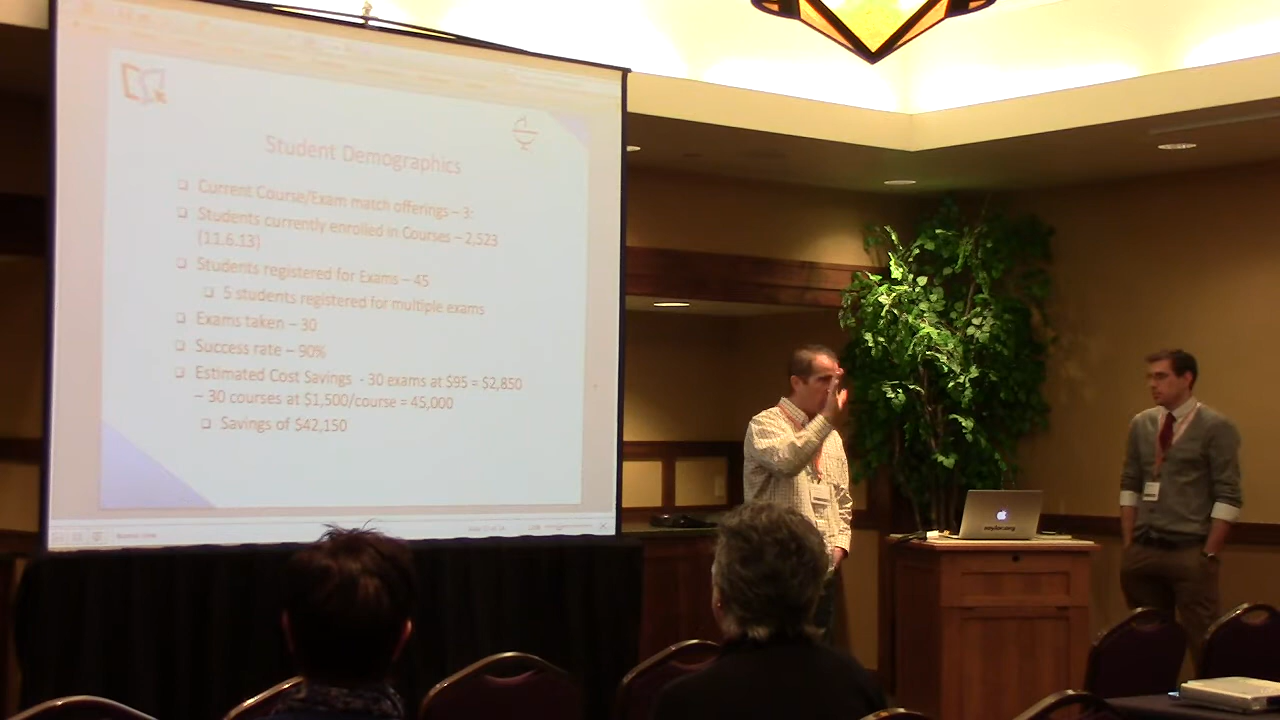 Student Demographics
❑ Current Course/Exam match offerings – 3:
❑ Students currently enrolled in Courses – 2,523
(11.6.13)
❑ Students registered for Exams – 45
❑ 5 students registered for multiple exams
❑ Exams taken – 30
❑ Success rate – 90%
❑ Estimated Cost Savings - 30 exams at $95 = $2,850
– 30 courses at $1,500/course = 45,000
❑ Savings of $42,150
saylor.org